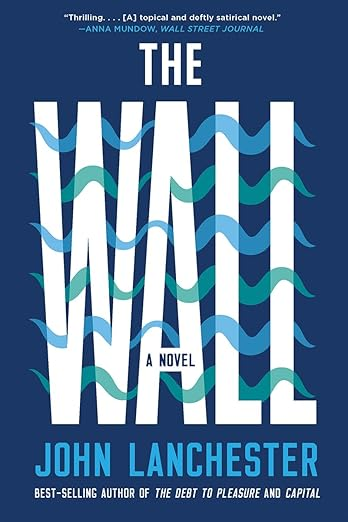 “Thrilling. . . . [A] topical and deftly satirical novel.”
—ANNA MUNDOW, WALL STREET JOURNAL
THE
WALL
A NOVEL
JOHN LANCHESTER
BEST-SELLING AUTHOR OF THE DEBT TO PLEASURE AND CAPITAL